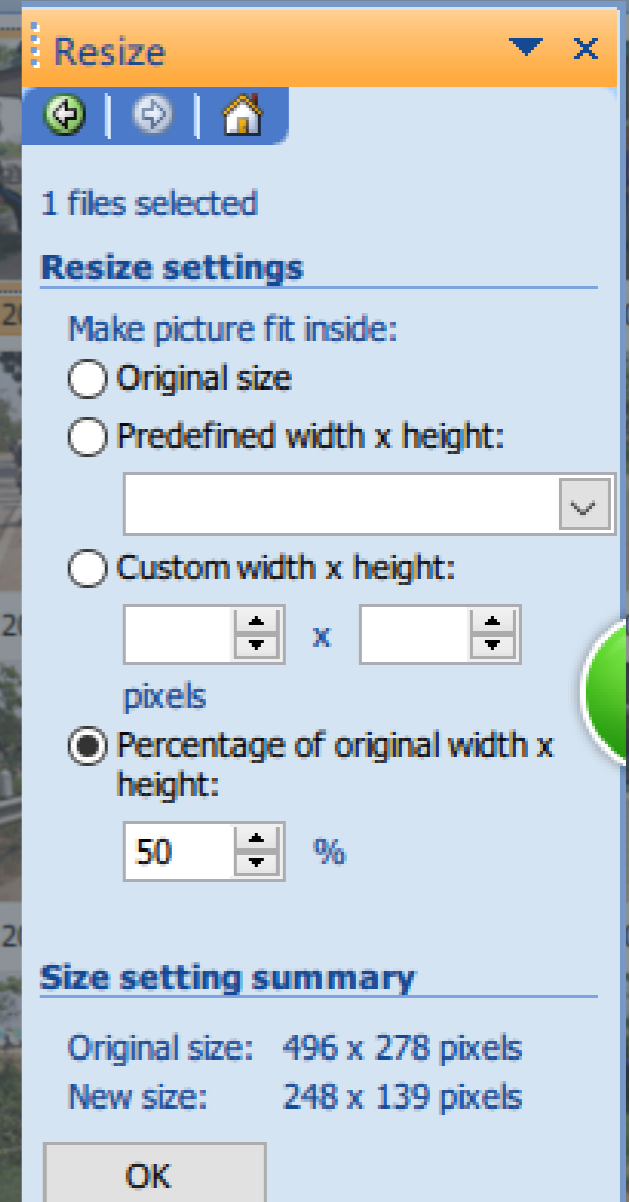 Resize
1 files selected
Resize settings
Make picture fit inside:
Original size
Predefined width x height:
Custom width x height:
x
pixels
Percentage of original width x
height:
50 %
Size setting summary
Original size: 496 x 278 pixels
New size: 248 x 139 pixels
OK